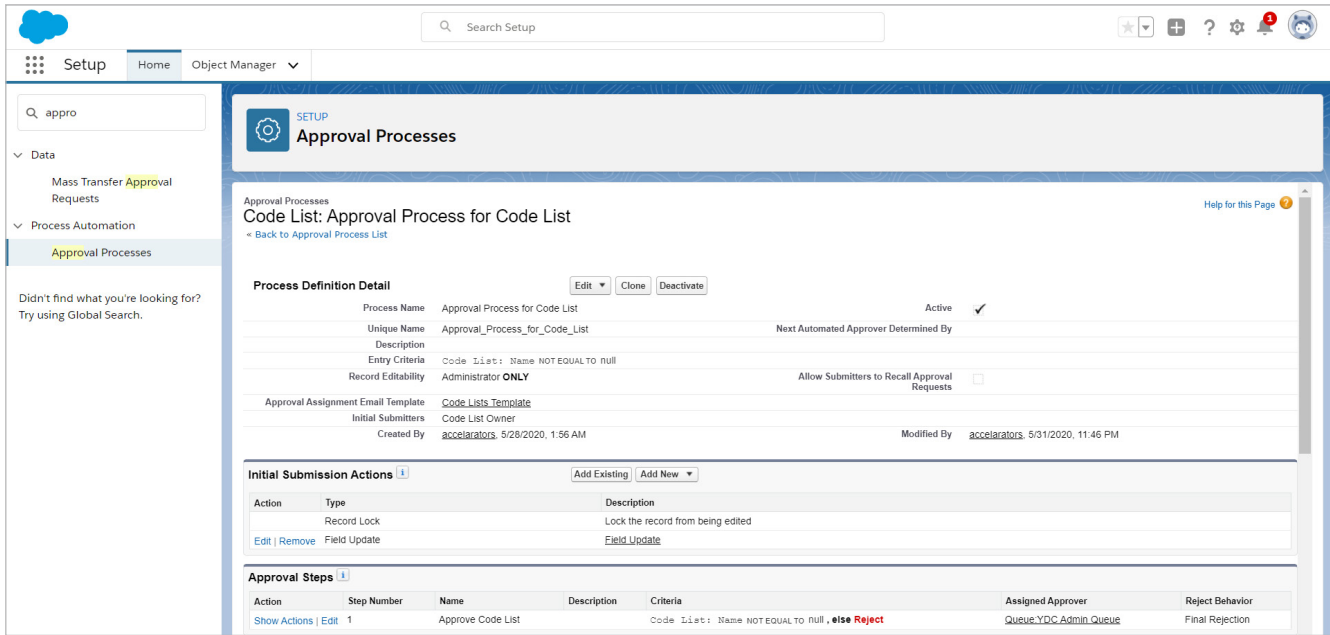 Search Setup
1
Setup
Home
Object Manager
appro
Data
Mass Transfer Approval
Requests
Process Automation
Approval Processes
Didn't find what you're looking for?
Try using Global Search.
SETUP
Approval Processes
Approval Processes
Code List: Approval Process for Code List
« Back to Approval Process List
Help for this Page
Process Definition Detail Edit Clone Deactivate
Process Name Approval Process for Code List Active
Unique Name Approval_Process_for_Code_List Next Automated Approver Determined By
Description
Entry Criteria Code List: Name NOT EQUAL TO null
Record Editability Administrator ONLY Allow Submitters to Recall Approval
Requests
Approval Assignment Email Template Code Lists Template
Initial Submitters Code List Owner
Created By accelarators, 5/28/2020, 1:56 AM Modified By accelarators, 5/31/2020, 11:46 PM
Initial Submission Actions i Add Existing Add New
Action Type Description
Record Lock Lock the record from being edited
Edit | Remove Field Update Field Update
Approval Steps i
Action Step Number Name Description Criteria Assigned Approver Reject Behavior
Show Actions | Edit 1 Approve Code List Code List: Name NOT EQUAL TO null , else Reject Queue:YDC Admin Queue Final Rejection